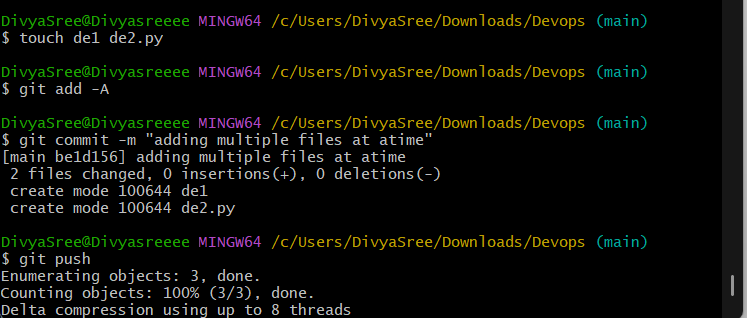 DivyaSree@Divyasreeee MINGW64 /c/Users/DivyaSree/Downloads/Devops (main)
$ touch de1 de2.py
DivyaSree@Divyasreeee MINGW64 /c/Users/DivyaSree/Downloads/Devops (main)
$ git add -A
DivyaSree@Divyasreeee MINGW64 /c/Users/DivyaSree/Downloads/Devops (main)
$ git commit -m "adding multiple files at atime"
[main be1d156] adding multiple files at atime
 2 files changed, 0 insertions(+), 0 deletions(-)
 create mode 100644 de1
 create mode 100644 de2.py
DivyaSree@Divyasreeee MINGW64 /c/Users/DivyaSree/Downloads/Devops (main)
$ git push
Enumerating objects: 3, done.
Counting objects: 100% (3/3), done.
Delta compression using up to 8 threads